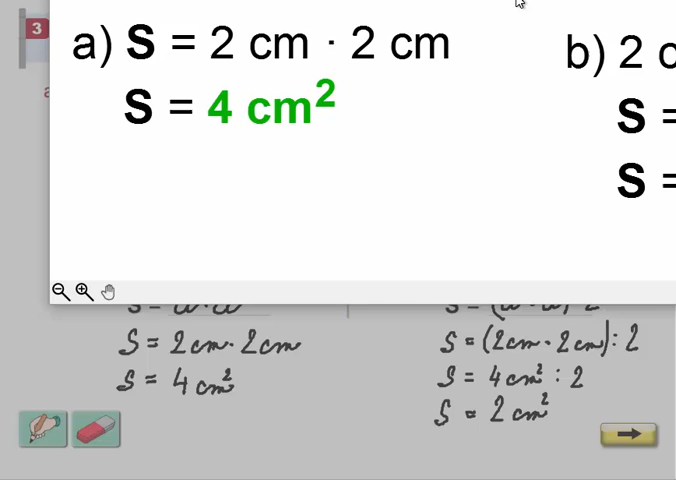 3
a) S = 2 cm · 2 cm
S = 4 cm²
b) 2 c
S =
S =
a
S = 2cm · 2cm
S = 4 cm²
S = (2cm · 2cm) : 2
S = 4 cm² : 2
S = 2 cm²